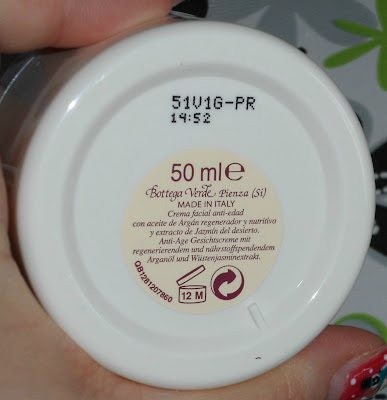 51V1G-PR
14:52
50 ml℮
Bottega Verde Pienza (Si)
MADE IN ITALY
Crema facial anti-edad
con aceite de Argán regenerador y nutritivo
y extracto de Jazmín del desierto.
Anti-Age Gesichtscreme mit
regenerierendem und nährstoffspendendem
Arganöl und Wüstenjasminextrakt.
QB1281207860
12 M